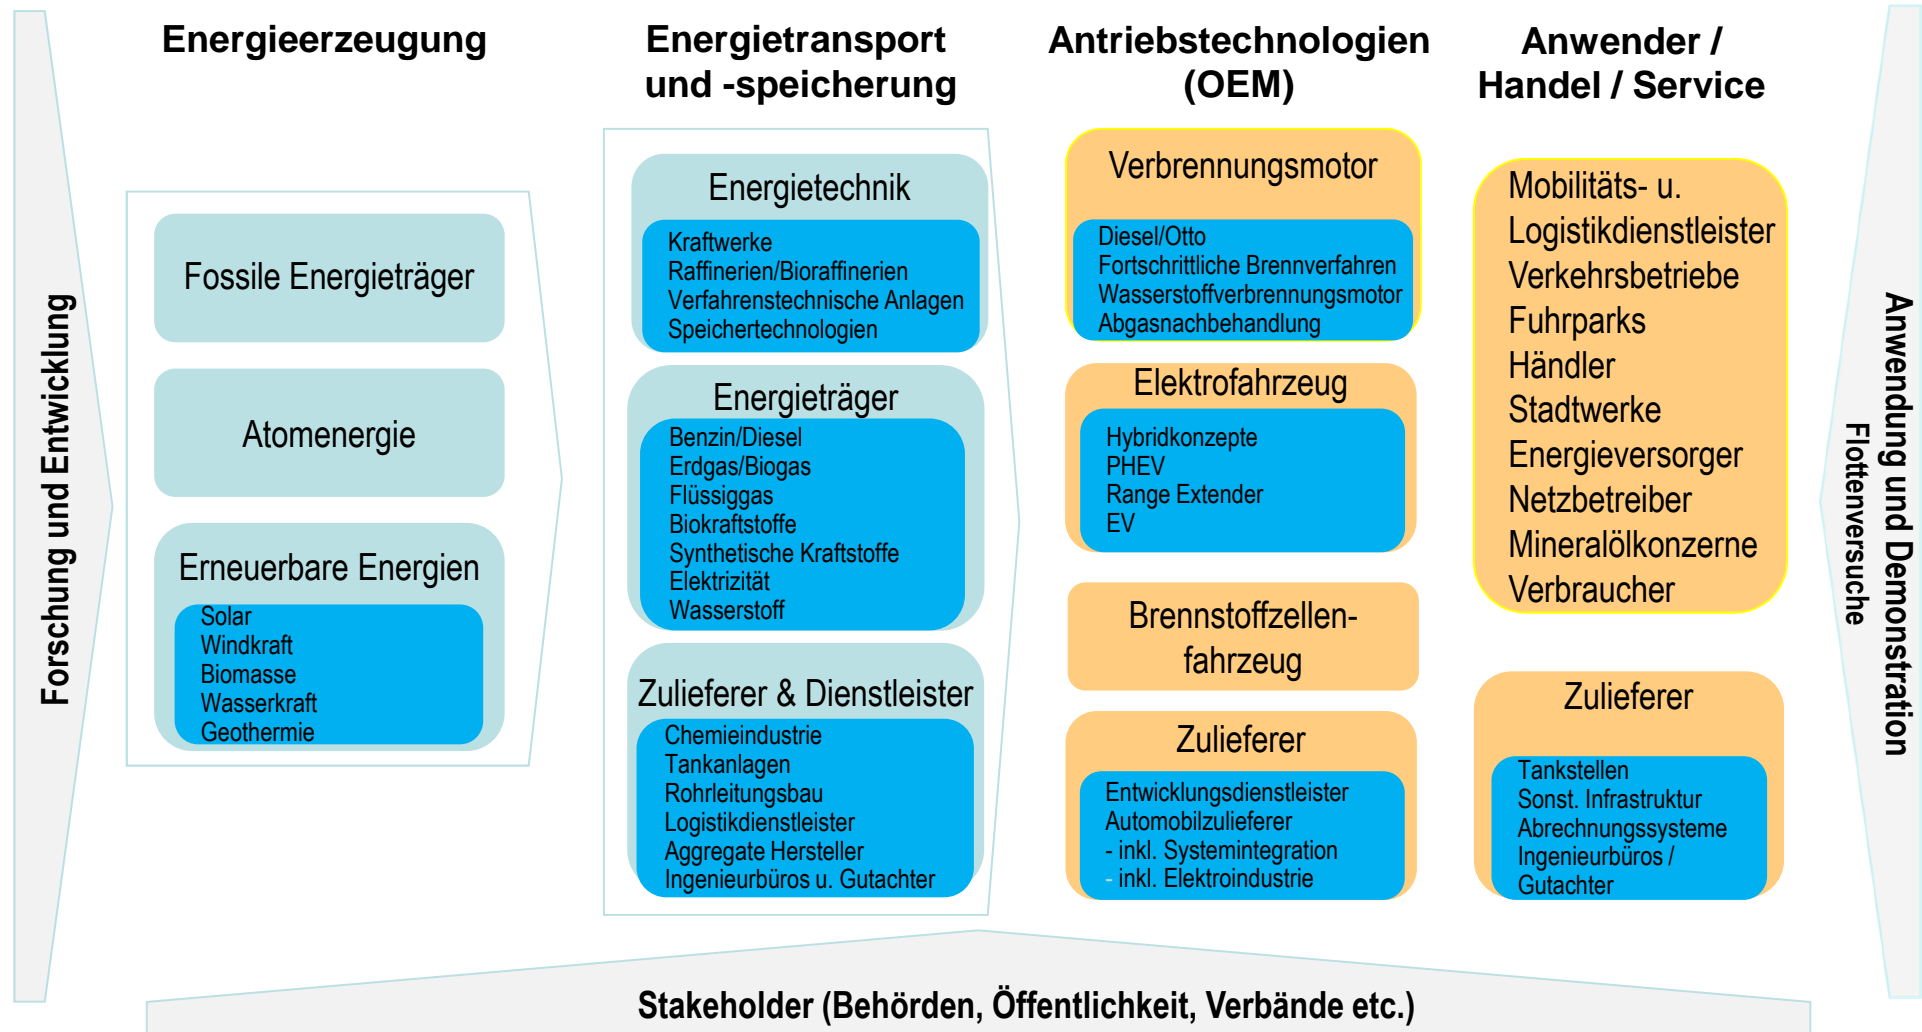 Forschung und Entwicklung
Energieerzeugung
Fossile Energieträger
Atomenergie
Erneuerbare Energien
Solar
Windkraft
Biomasse
Wasserkraft
Geothermie
Energietransport
und -speicherung
Energietechnik
Kraftwerke
Raffinerien/Bioraffinerien
Verfahrenstechnische Anlagen
Speichertechnologien
Energieträger
Benzin/Diesel
Erdgas/Biogas
Flüssiggas
Biokraftstoffe
Synthetische Kraftstoffe
Elektrizität
Wasserstoff
Zulieferer & Dienstleister
Chemieindustrie
Tankanlagen
Rohrleitungsbau
Logistikdienstleister
Aggregate Hersteller
Ingenieurbüros u. Gutachter
Antriebstechnologien
(OEM)
Verbrennungsmotor
Diesel/Otto
Fortschrittliche Brennverfahren
Wasserstoffverbrennungsmotor
Abgasnachbehandlung
Elektrofahrzeug
Hybridkonzepte
PHEV
Range Extender
EV
Brennstoffzellen-
fahrzeug
Zulieferer
Entwicklungsdienstleister
Automobilzulieferer
- inkl. Systemintegration
- inkl. Elektroindustrie
Anwender /
Handel / Service
Mobilitäts- u.
Logistikdienstleister
Verkehrsbetriebe
Fuhrparks
Händler
Stadtwerke
Energieversorger
Netzbetreiber
Mineralölkonzerne
Verbraucher
Zulieferer
Tankstellen
Sonst. Infrastruktur
Abrechnungssysteme
Ingenieurbüros /
Gutachter
Anwendung und Demonstration
Flottenversuche
Stakeholder (Behörden, Öffentlichkeit, Verbände etc.)